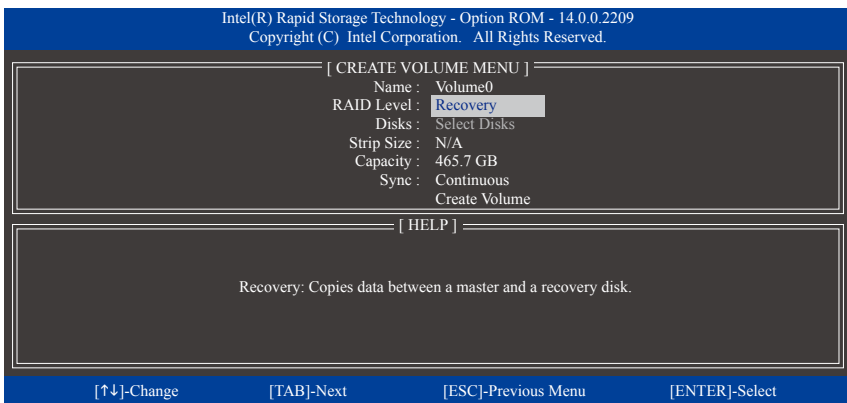 Intel(R) Rapid Storage Technology - Option ROM - 14.0.0.2209
Copyright (C) Intel Corporation. All Rights Reserved.
[ CREATE VOLUME MENU ]
Name : Volume0
RAID Level : Recovery
Disks : Select Disks
Strip Size : N/A
Capacity : 465.7 GB
Sync : Continuous
Create Volume
[ HELP ]
Recovery: Copies data between a master and a recovery disk.
[↑↓]-Change [TAB]-Next [ESC]-Previous Menu [ENTER]-Select